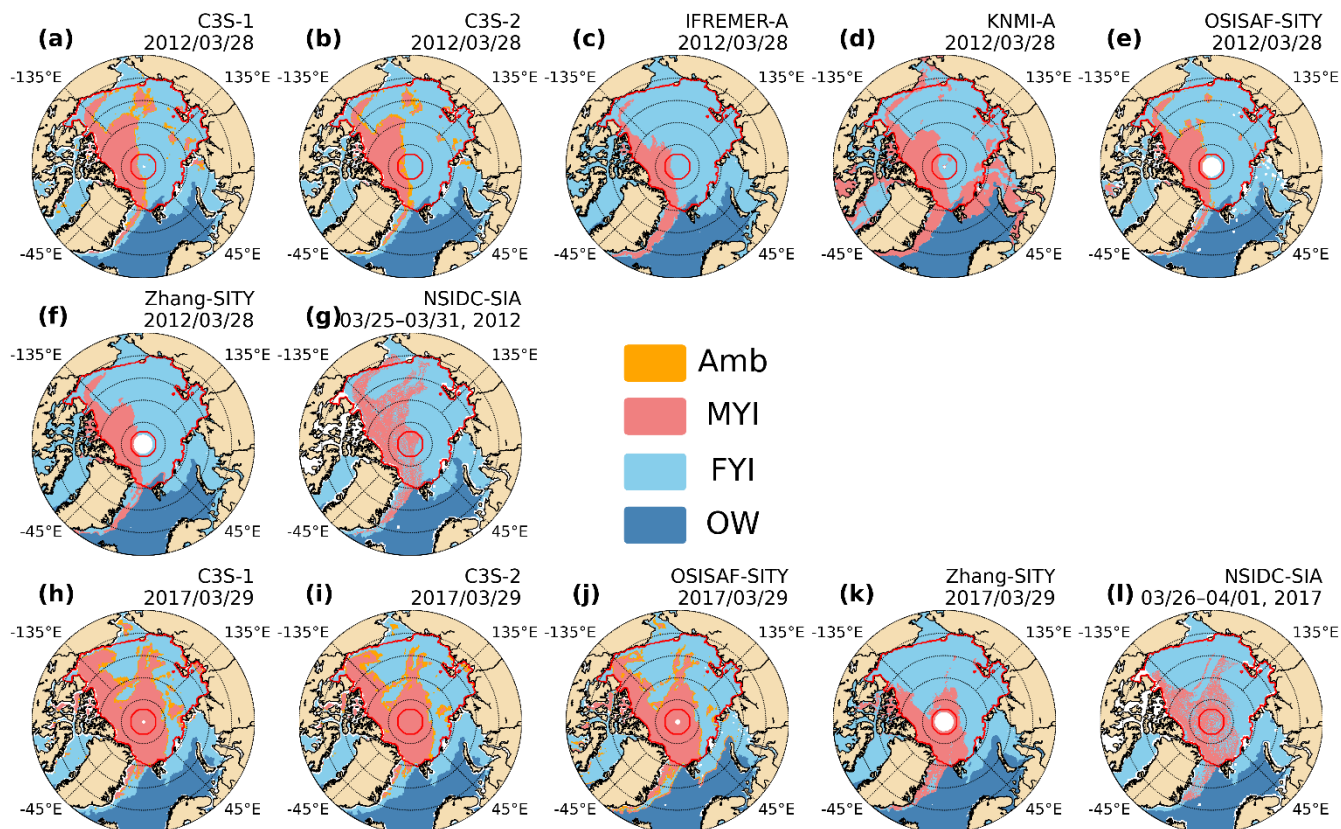 (a) C3S-1
2012/03/28
-135°E 135°E
-45°E 45°E
(b) C3S-2
2012/03/28
-135°E 135°E
-45°E 45°E
(c) IFREMER-A
2012/03/28
-135°E 135°E
-45°E 45°E
(d) KNMI-A
2012/03/28
-135°E 135°E
-45°E 45°E
(e) OSISAF-SITY
2012/03/28
-135°E 135°E
-45°E 45°E
(f) Zhang-SITY
2012/03/28
-135°E 135°E
-45°E 45°E
(g) NSIDC-SIA
03/25–03/31, 2012
-135°E 135°E
-45°E 45°E
Amb
MYI
FYI
OW
(h) C3S-1
2017/03/29
-135°E 135°E
-45°E 45°E
(i) C3S-2
2017/03/29
-135°E 135°E
-45°E 45°E
(j) OSISAF-SITY
2017/03/29
-135°E 135°E
-45°E 45°E
(k) Zhang-SITY
2017/03/29
-135°E 135°E
-45°E 45°E
(l) NSIDC-SIA
03/26–04/01, 2017
-135°E 135°E
-45°E 45°E